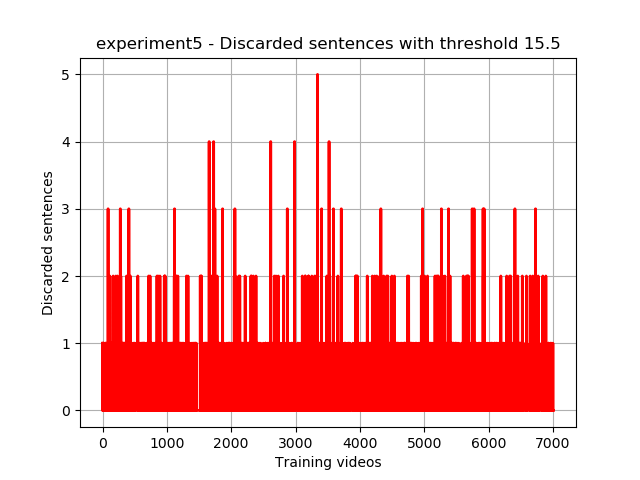 experiment5 - Discarded sentences with threshold 15.5
5
4
3
2
1
0
Discarded sentences
0 1000 2000 3000 4000 5000 6000 7000
Training videos